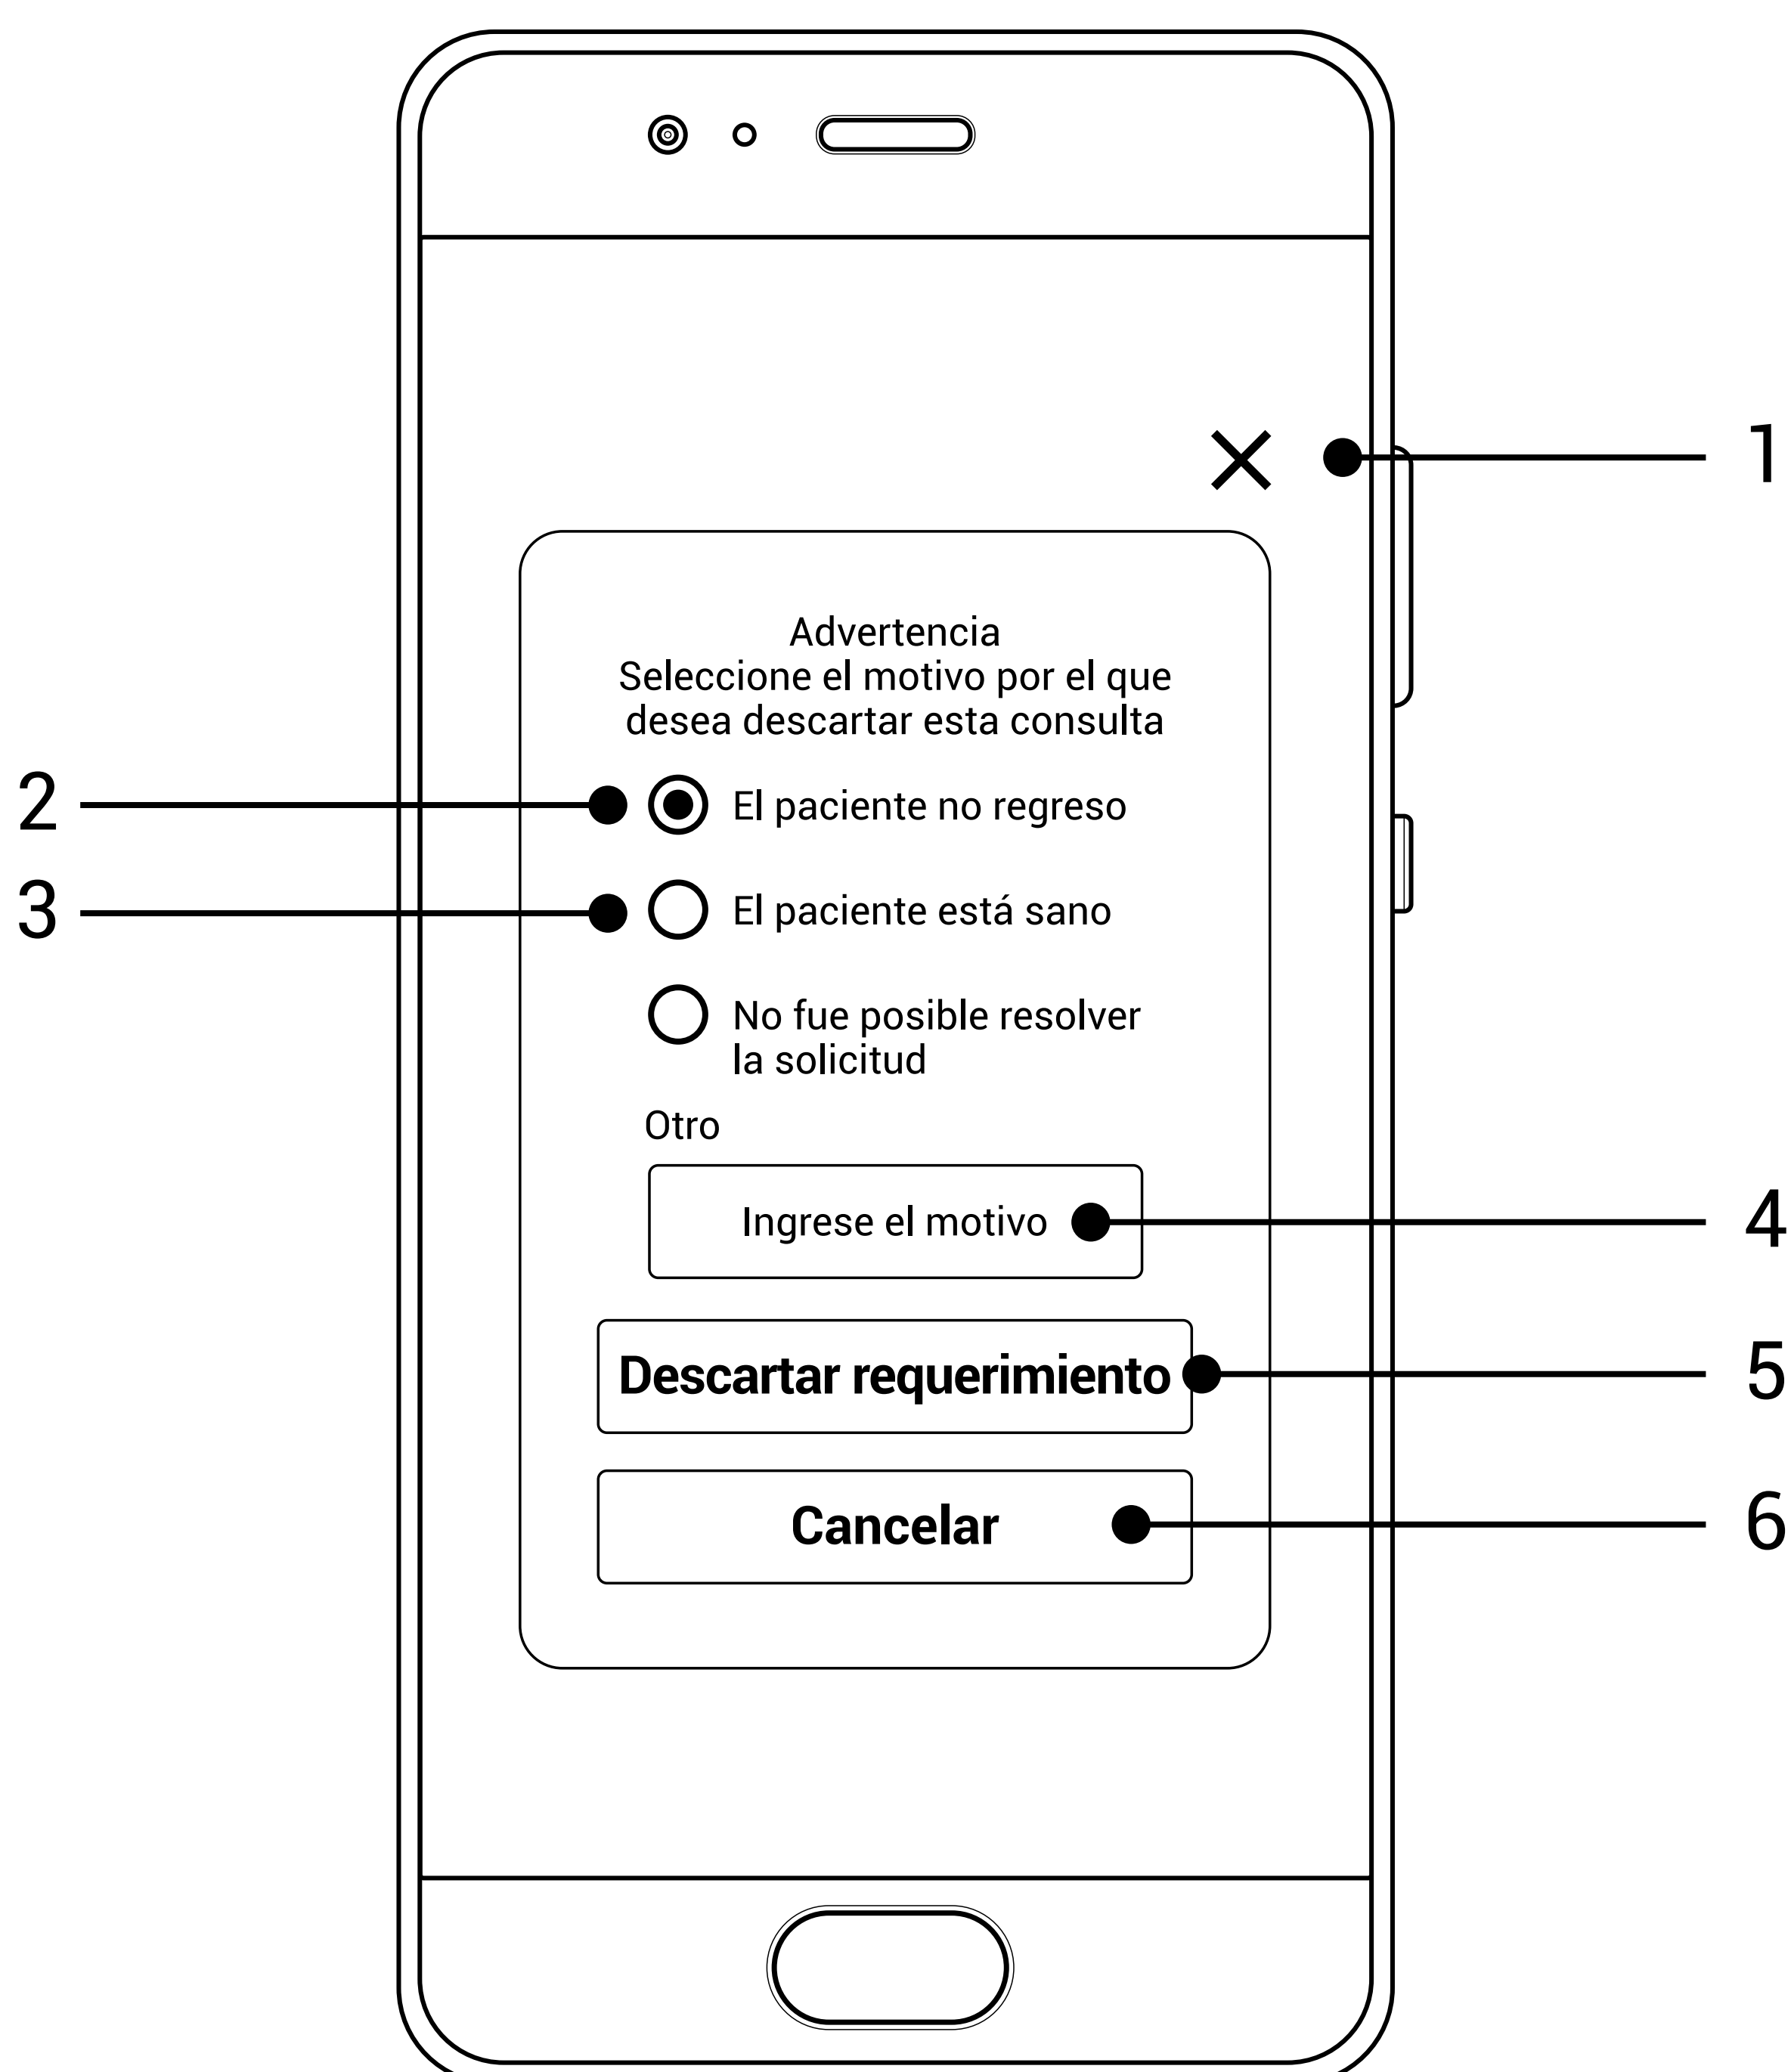 1
Advertencia
Seleccione el motivo por el que
desea descartar esta consulta
2
El paciente no regreso
3
El paciente está sano
No fue posible resolver
la solicitud
Otro
Ingrese el motivo
4
Descartar requerimiento
5
Cancelar
6